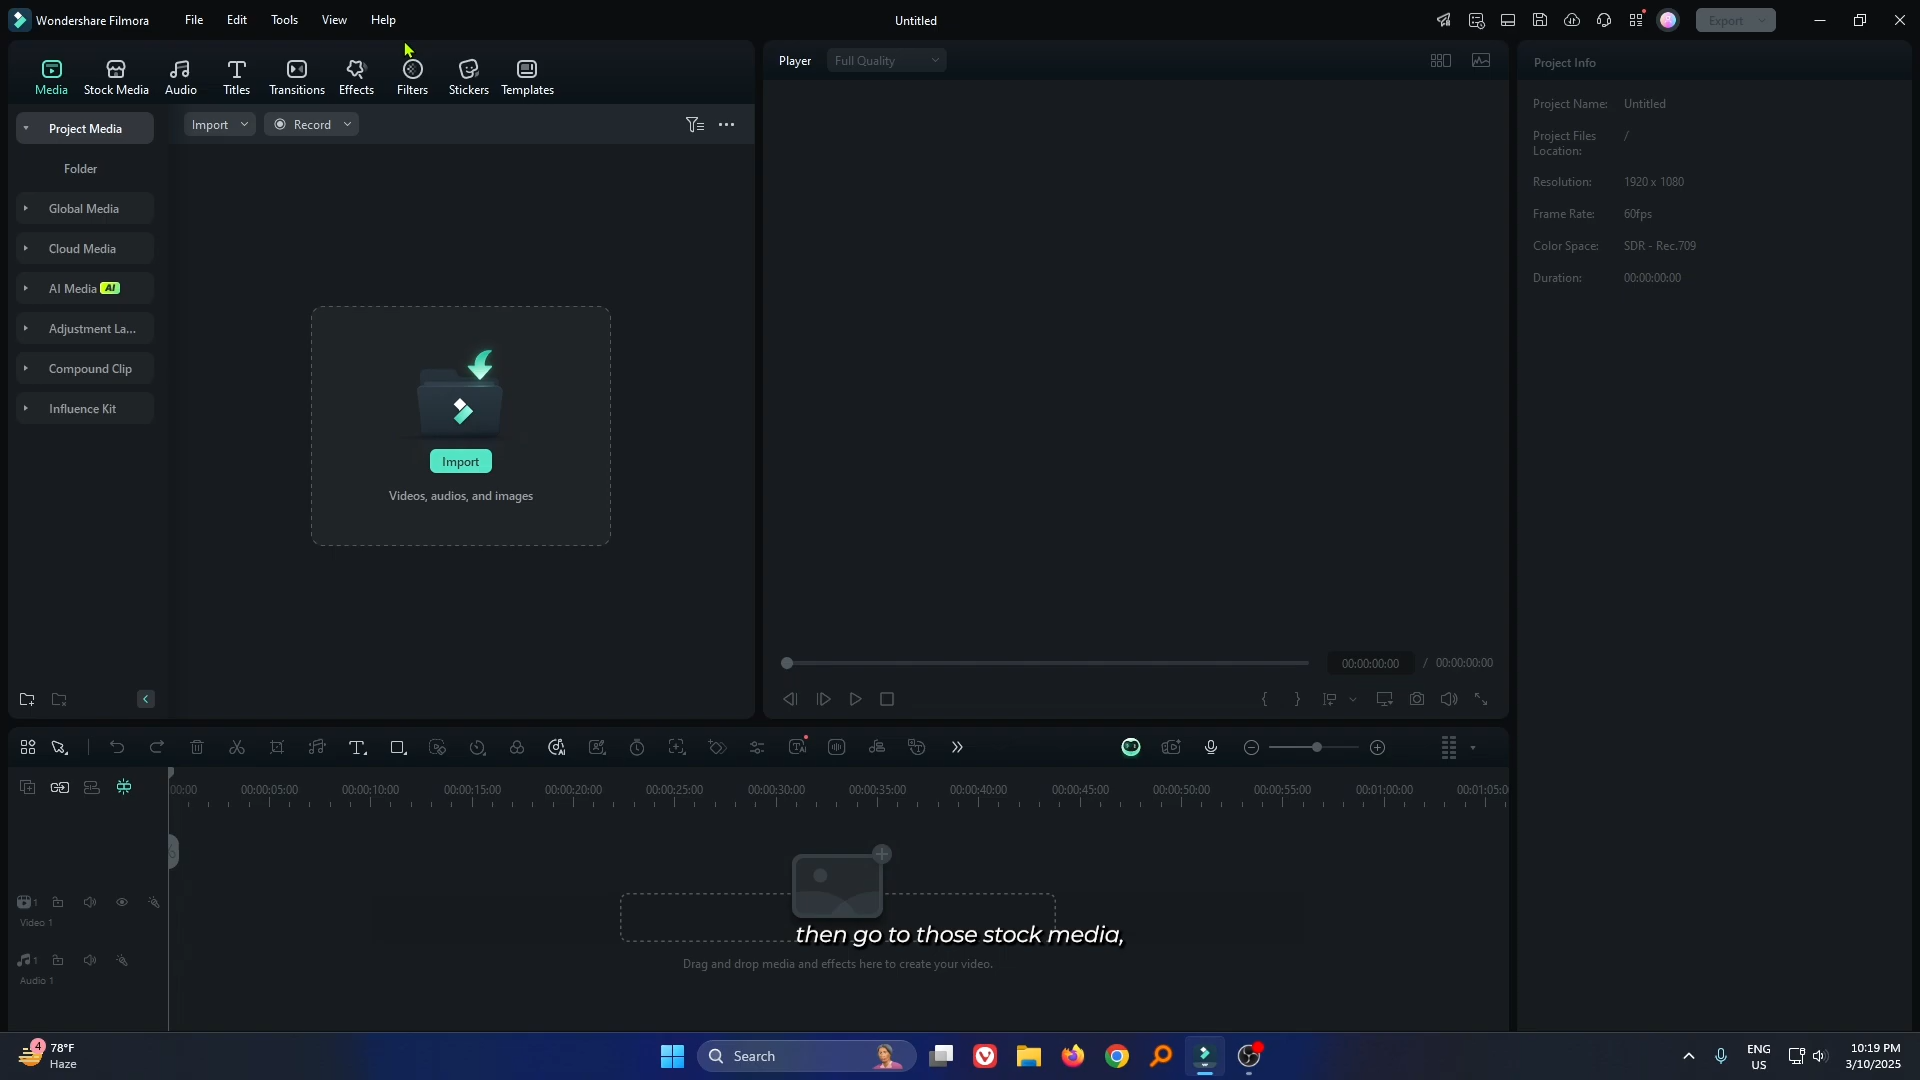 Wondershare Filmora
File
Edit
Tools
View
Help
Untitled
Export
Media
Stock Media
Audio
Titles
Transitions
Effects
Filters
Stickers
Templates
Project Media
Folder
Global Media
Cloud Media
AI Media AI
Adjustment La...
Compound Clip
Influence Kit
Import
Record
Import
Videos, audios, and images
Player
Full Quality
00:00:00:00 / 00:00:00:00
Project Info
Project Name: Untitled
Project Files
Location: /
Resolution: 1920 x 1080
Frame Rate: 60fps
Color Space: SDR - Rec.709
Duration: 00:00:00:00
00:00 00:00:05:00 00:00:10:00 00:00:15:00 00:00:20:00 00:00:25:00 00:00:30:00 00:00:35:00 00:00:40:00 00:00:45:00 00:00:50:00 00:00:55:00 00:01:00:00 00:01:05:0
1
Video 1
1
Audio 1
then go to those stock media,
Drag and drop media and effects here to create your video.
4
78°F
Haze
Search
ENG
US
10:19 PM
3/10/2025